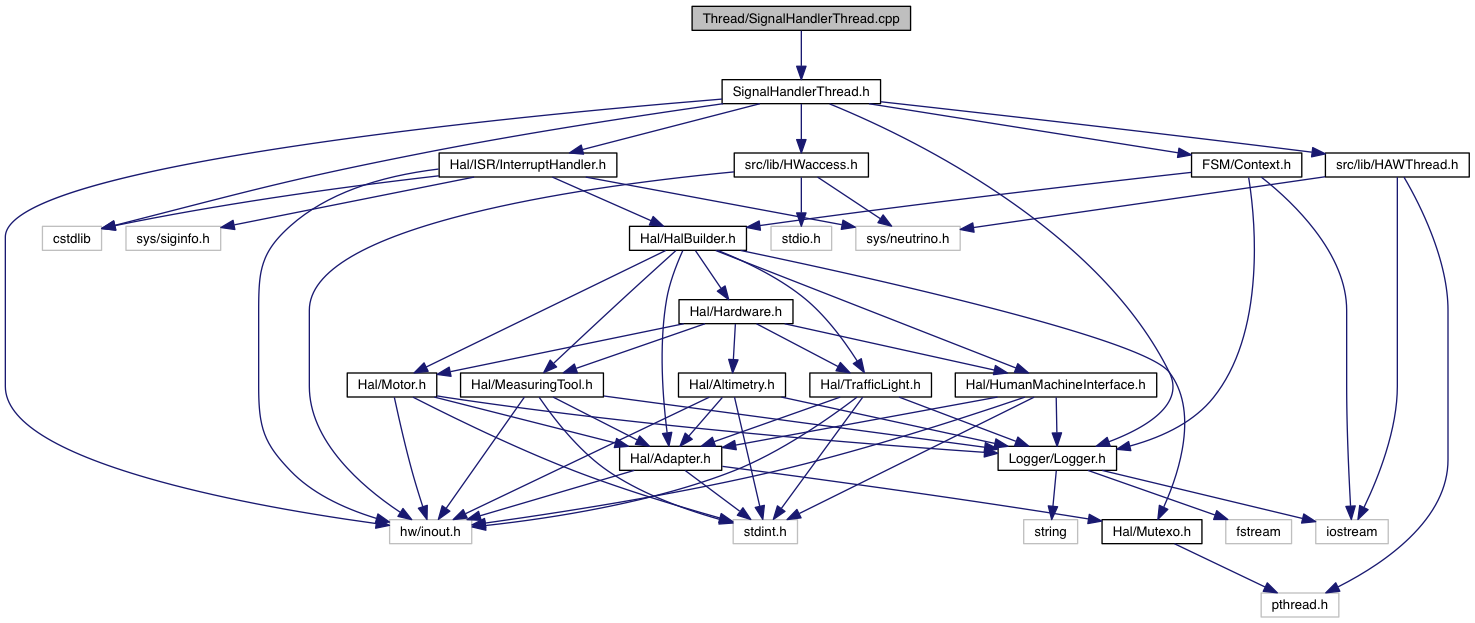 Thread/SignalHandlerThread.cpp
SignalHandlerThread.h
Hal/ISR/InterruptHandler.h
src/lib/HWaccess.h
FSM/Context.h
src/lib/HAWThread.h
cstdlib
sys/siginfo.h
Hal/HalBuilder.h
stdio.h
sys/neutrino.h
Hal/Hardware.h
Hal/Motor.h
Hal/MeasuringTool.h
Hal/Altimetry.h
Hal/TrafficLight.h
Hal/HumanMachineInterface.h
Hal/Adapter.h
Logger/Logger.h
hw/inout.h
stdint.h
string
Hal/Mutexo.h
fstream
iostream
pthread.h